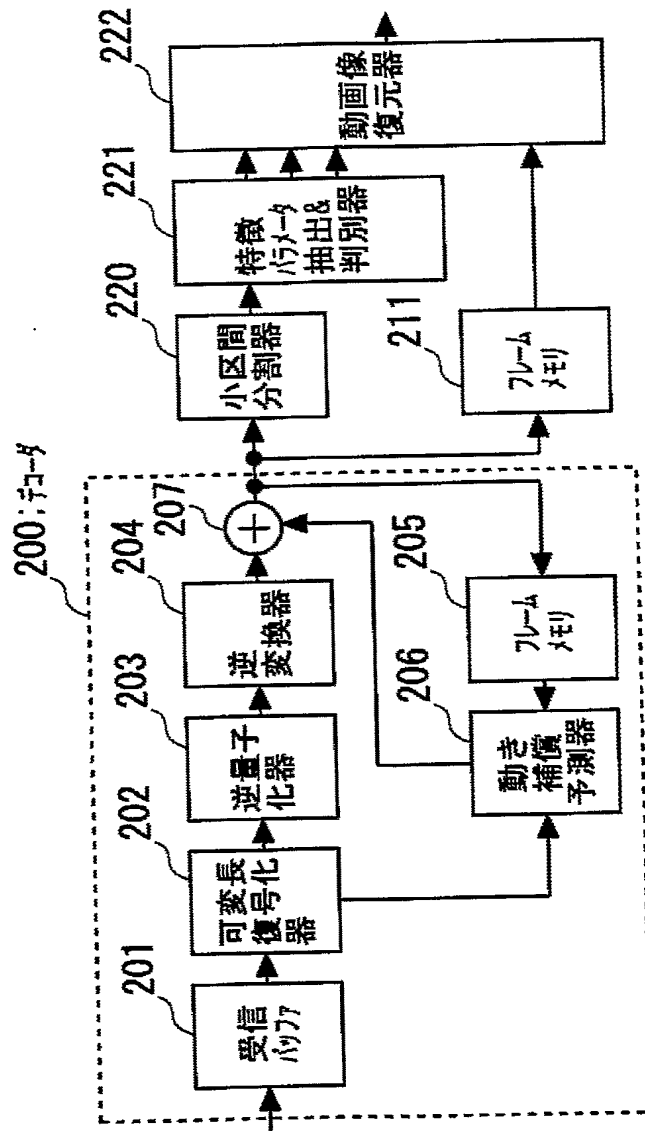 200;デコーダ
201
受信
バッファ
202
可変長
復号化
器
203
逆量子
化器
204
逆
変換器
207
220
小区間
分割器
221
特徴
パラメータ
抽出&
判別器
222
動画像
復元器
206
動き
補償
予測器
205
フレーム
メモリ
211
フレーム
メモリ